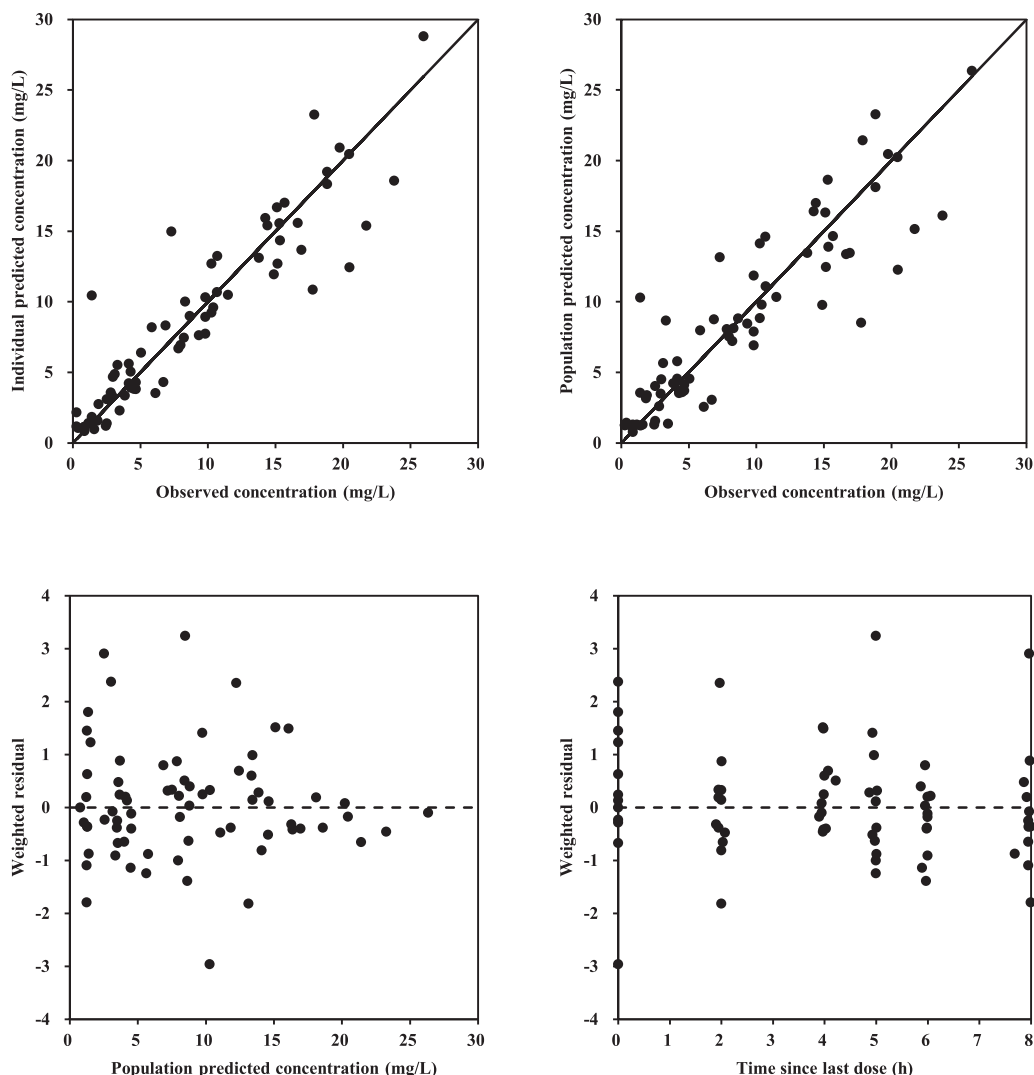 30
25
20
15
10
5
0
0 5 10 15 20 25 30
Individual predicted concentration (mg/L)
Observed concentration (mg/L)
30
25
20
15
10
5
0
0 5 10 15 20 25 30
Population predicted concentration (mg/L)
Observed concentration (mg/L)
4
3
2
1
0
-1
-2
-3
-4
0 5 10 15 20 25 30
Weighted residual
Population predicted concentration (mg/L)
4
3
2
1
0
-1
-2
-3
-4
0 1 2 3 4 5 6 7 8
Weighted residual
Time since last dose (h)